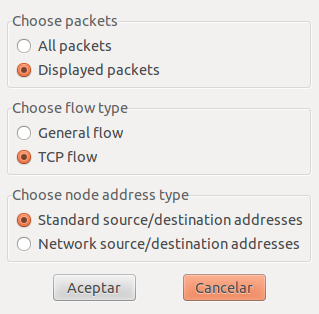 Choose packets
All packets
Displayed packets
Choose flow type
General flow
TCP flow
Choose node address type
Standard source/destination addresses
Network source/destination addresses
Aceptar Cancelar